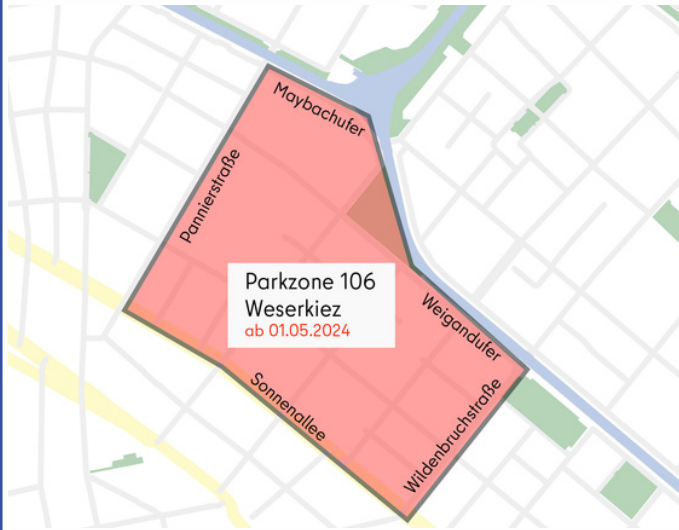 Maybachufer
Pannierstraße
Parkzone 106
Weserkiez
ab 01.05.2024
Weigandufer
Sonnenallee
Wildenbruchstraße